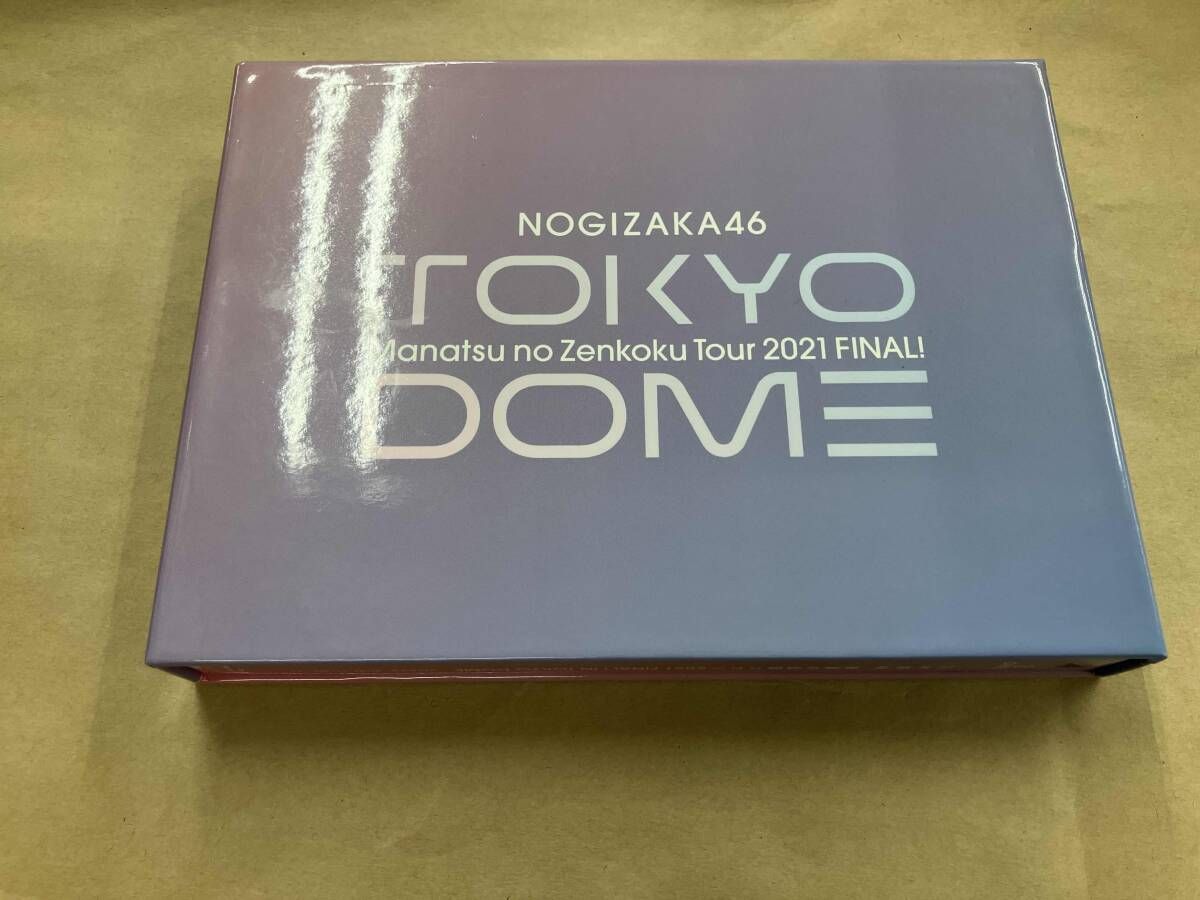 NOGIZAKA46
TOKYO
Manatsu no Zenkoku Tour 2021 FINAL!
DOME